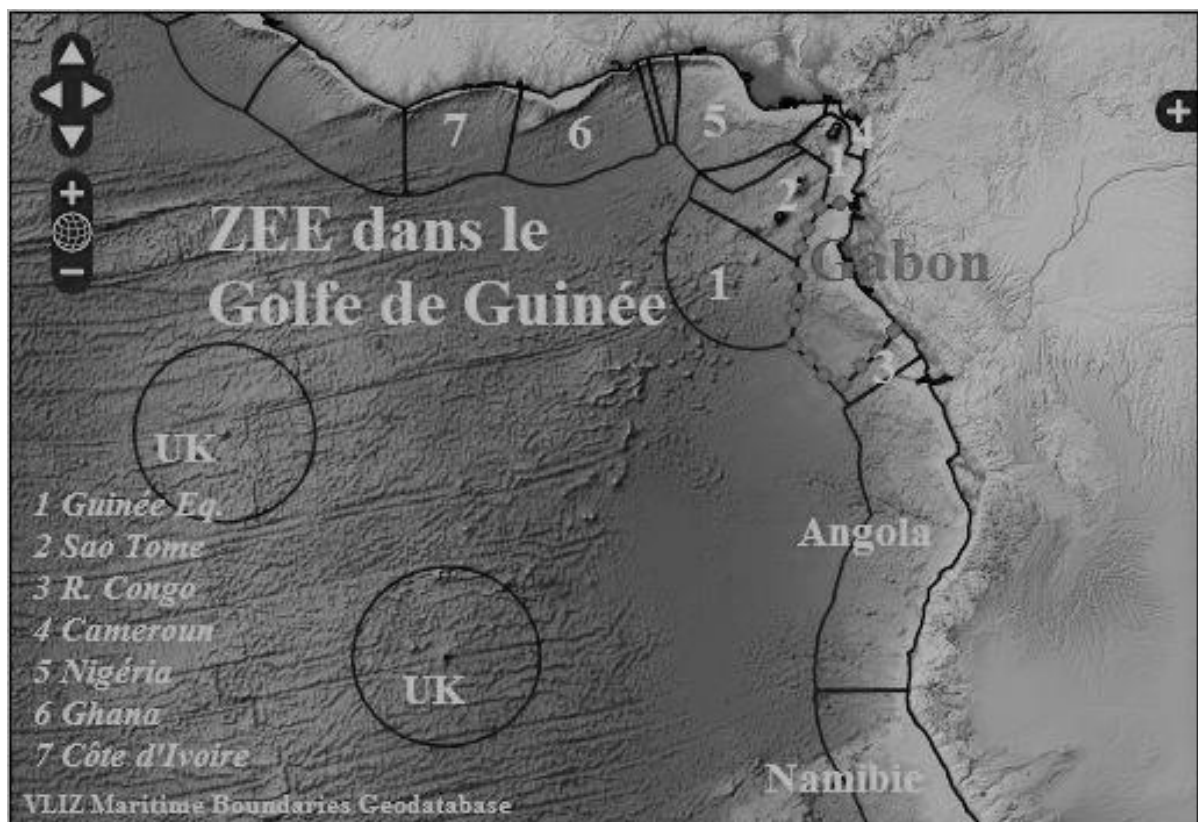 7
6
5
4
1
2
ZEE dans le
Golfe de Guinée
Gabon
1
3
UK
1 Guinée Eq.
2 Sao Tome
3 R. Congo
4 Cameroun
5 Nigéria
6 Ghana
7 Côte d'Ivoire
UK
Angola
Namibie
VLIZ Maritime Boundaries Geodatabase